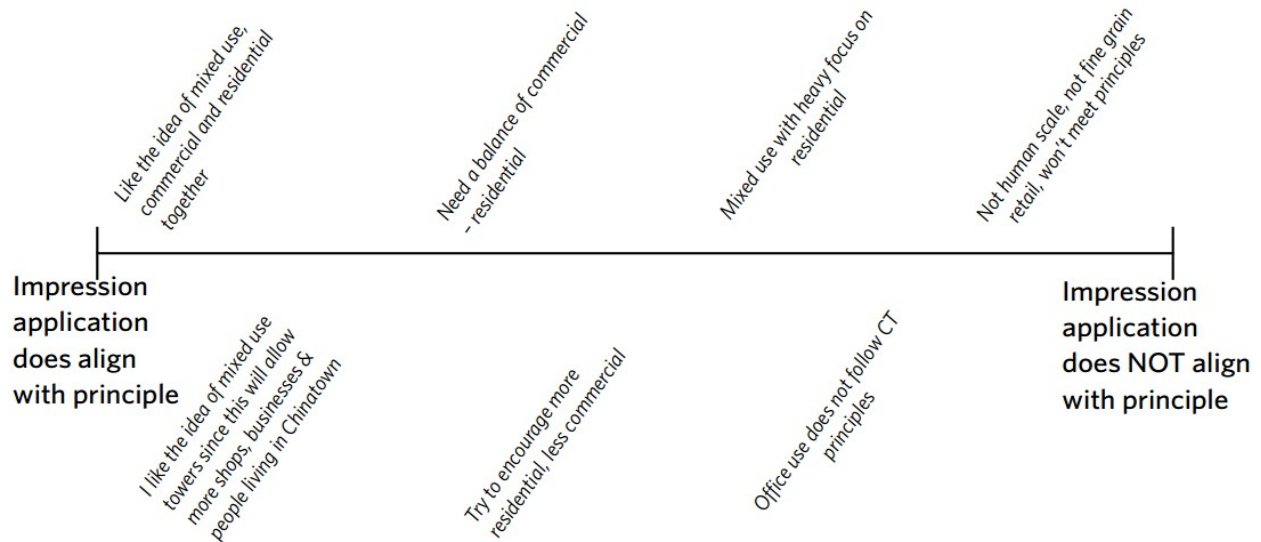 Like the idea of mixed use,
commercial and residential
together
Need a balance of commercial
– residential
Mixed use with heavy focus on
residential
Not human scale, not fine grain
retail, won't meet principles
Impression
application
does align
with principle
Impression
application
does NOT align
with principle
I like the idea of mixed use
towers since this will allow
more shops, businesses &
people living in Chinatown
Try to encourage more
residential, less commercial
Office use does not follow CT
principles